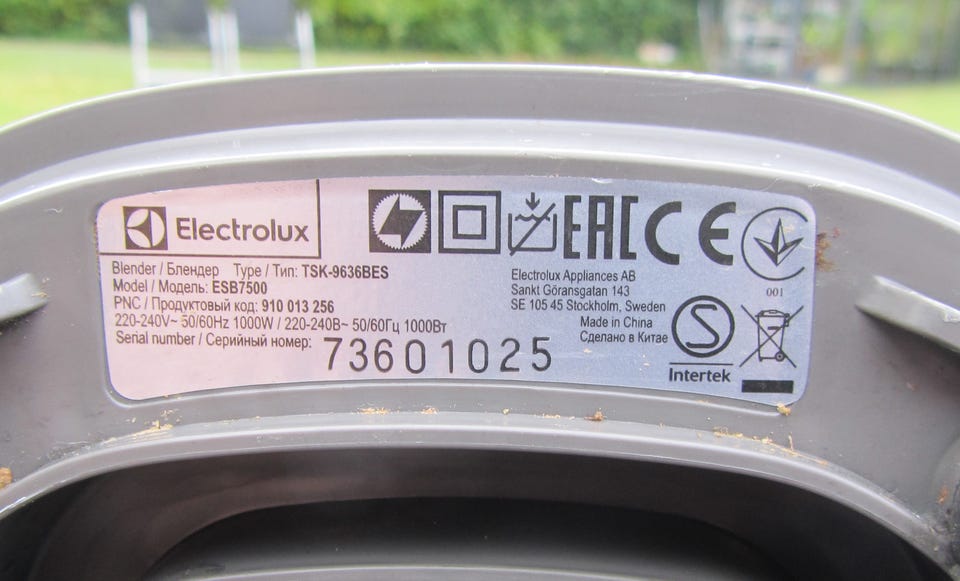 Electrolux
Blender / Блендер Type / Тип: TSK-9636BES
Model / Модель: ESB7500
PNC / Продуктовый код: 910 013 256
220-240V~ 50/60Hz 1000W / 220-240В~ 50/60Гц 1000Вт
Serial number / Серийный номер: 73601025
EAC CE
Electrolux Appliances AB
Sankt Göransgatan 143
SE 105 45 Stockholm, Sweden
Made in China
Сделано в Китае
001
S
Intertek